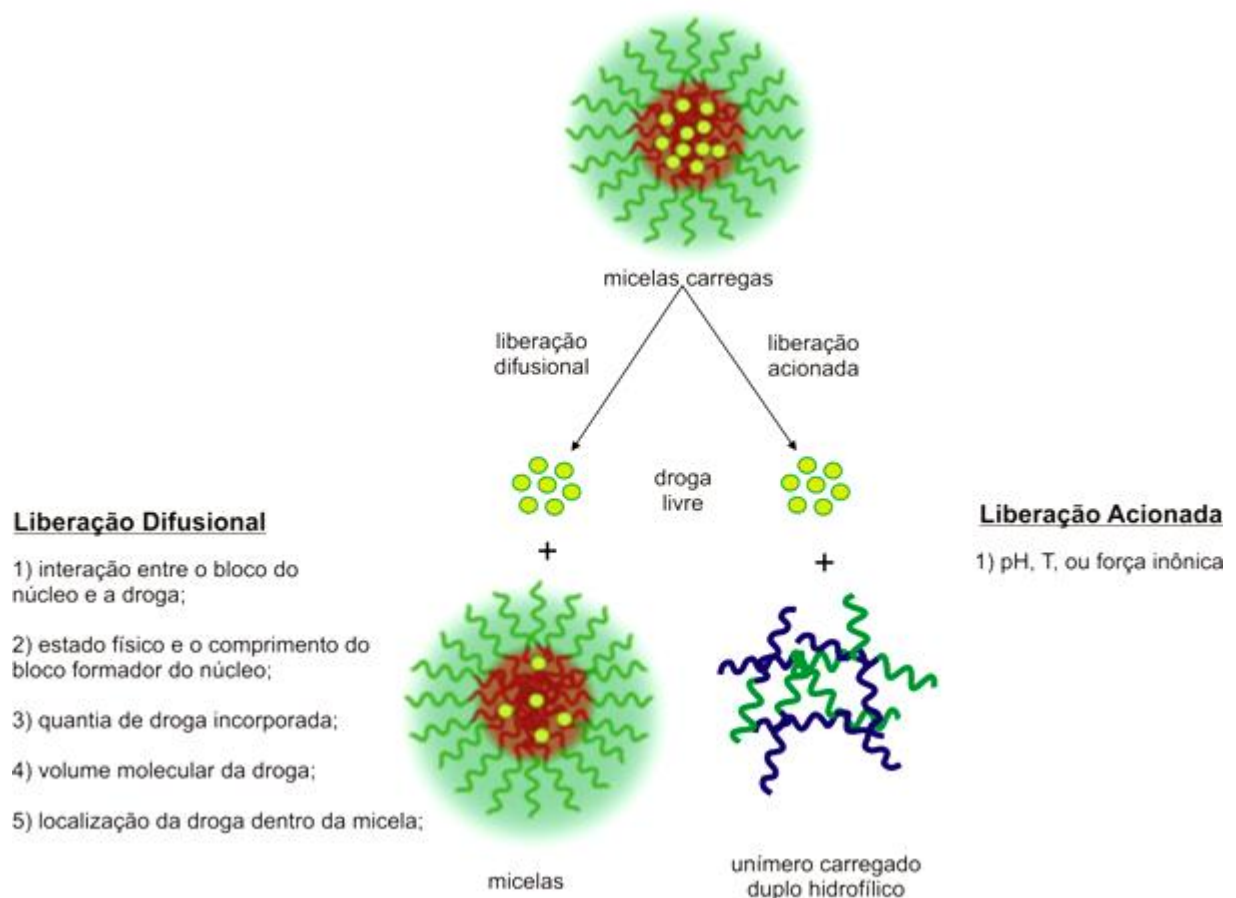 micelas carregas
liberação
difusional
liberação
acionada
droga
livre
+
+
Liberação Difusional
1) interação entre o bloco do
núcleo e a droga;
2) estado físico e o comprimento do
bloco formador do núcleo;
3) quantia de droga incorporada;
4) volume molecular da droga;
5) localização da droga dentro da micela;
Liberação Acionada
1) pH, T, ou força inônica
micelas
unímero carregado
duplo hidrofílico